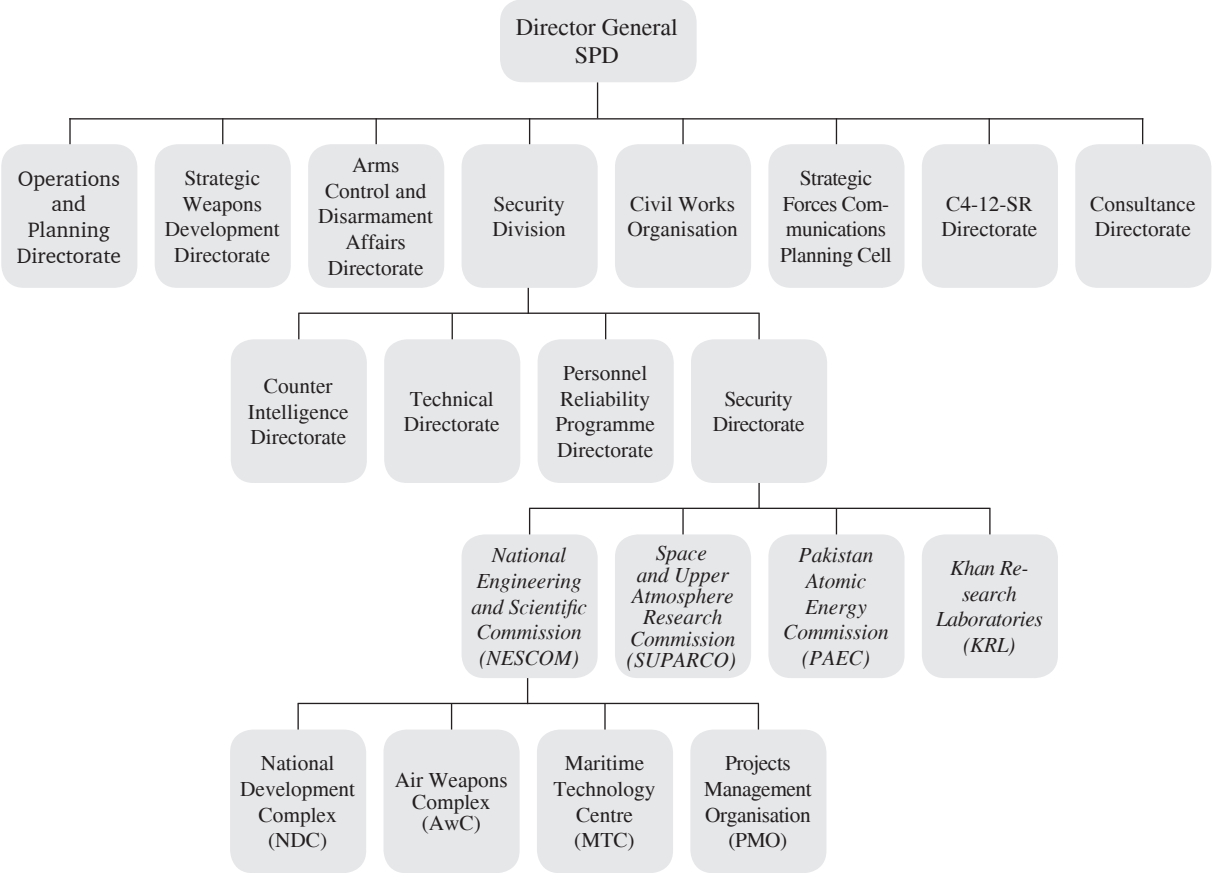 Director General
SPD
Operations
and
Planning
Directorate
Strategic
Weapons
Development
Directorate
Arms
Control and
Disarmament
Affairs
Directorate
Security
Division
Civil Works
Organisation
Strategic
Forces Com-
munications
Planning Cell
C4-12-SR
Directorate
Consultance
Directorate
Counter
Intelligence
Directorate
Technical
Directorate
Personnel
Reliability
Programme
Directorate
Security
Directorate
National
Engineering
and Scientific
Commission
(NESCOM)
Space
and Upper
Atmosphere
Research
Commission
(SUPARCO)
Pakistan
Atomic
Energy
Commission
(PAEC)
Khan Re-
search
Laboratories
(KRL)
National
Development
Complex
(NDC)
Air Weapons
Complex
(AwC)
Maritime
Technology
Centre
(MTC)
Projects
Management
Organisation
(PMO)